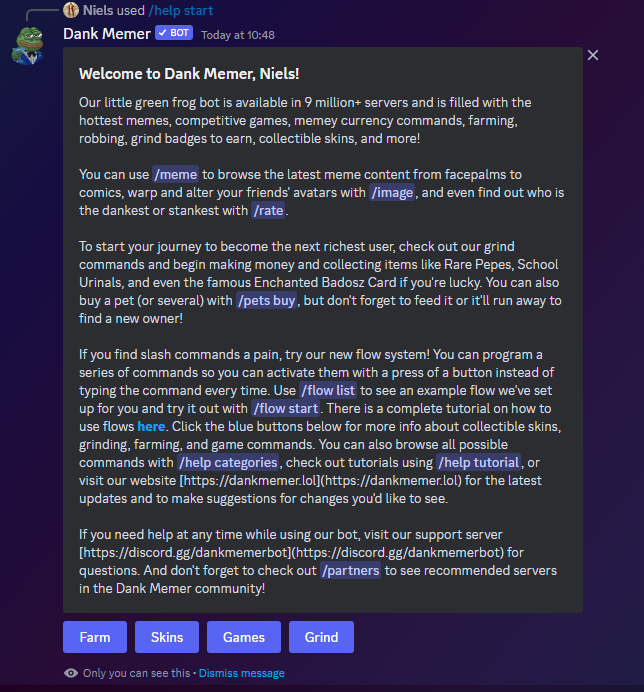 Niels used /help start
Dank Memer ✓ BOT Today at 10:48
Welcome to Dank Memer, Niels!
Our little green frog bot is available in 9 million+ servers and is filled with the
hottest memes, competitive games, memey currency commands, farming,
robbing, grind badges to earn, collectible skins, and more!
You can use /meme to browse the latest meme content from facepalms to
comics, warp and alter your friends' avatars with /image, and even find out who is
the dankest or stankest with /rate.
To start your journey to become the next richest user, check out our grind
commands and begin making money and collecting items like Rare Pepes, School
Urinals, and even the famous Enchanted Badosz Card if you're lucky. You can also
buy a pet (or several) with /pets buy, but don't forget to feed it or it'll run away to
find a new owner!
If you find slash commands a pain, try our new flow system! You can program a
series of commands so you can activate them with a press of a button instead of
typing the command every time. Use /flow list to see an example flow we've set
up for you and try it out with /flow start. There is a complete tutorial on how to
use flows here. Click the blue buttons below for more info about collectible skins,
grinding, farming, and game commands. You can also browse all possible
commands with /help categories, check out tutorials using /help tutorial, or
visit our website [https://dankmemer.lol](https://dankmemer.lol) for the latest
updates and to make suggestions for changes you'd like to see.
If you need help at any time while using our bot, visit our support server
[https://discord.gg/dankmemerbot](https://discord.gg/dankmemerbot) for
questions. And don't forget to check out /partners to see recommended servers
in the Dank Memer community!
Farm Skins Games Grind
Only you can see this • Dismiss message